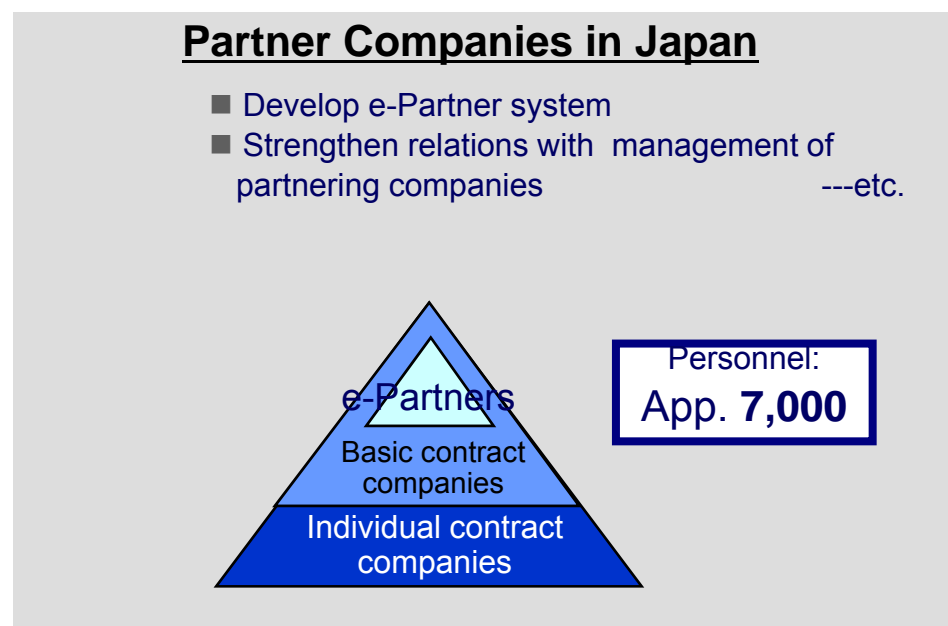 Partner Companies in Japan
Develop e-Partner system
Strengthen relations with management of
partnering companies ---etc.
e-Partners
Basic contract
companies
Individual contract
companies
Personnel:
App. 7,000